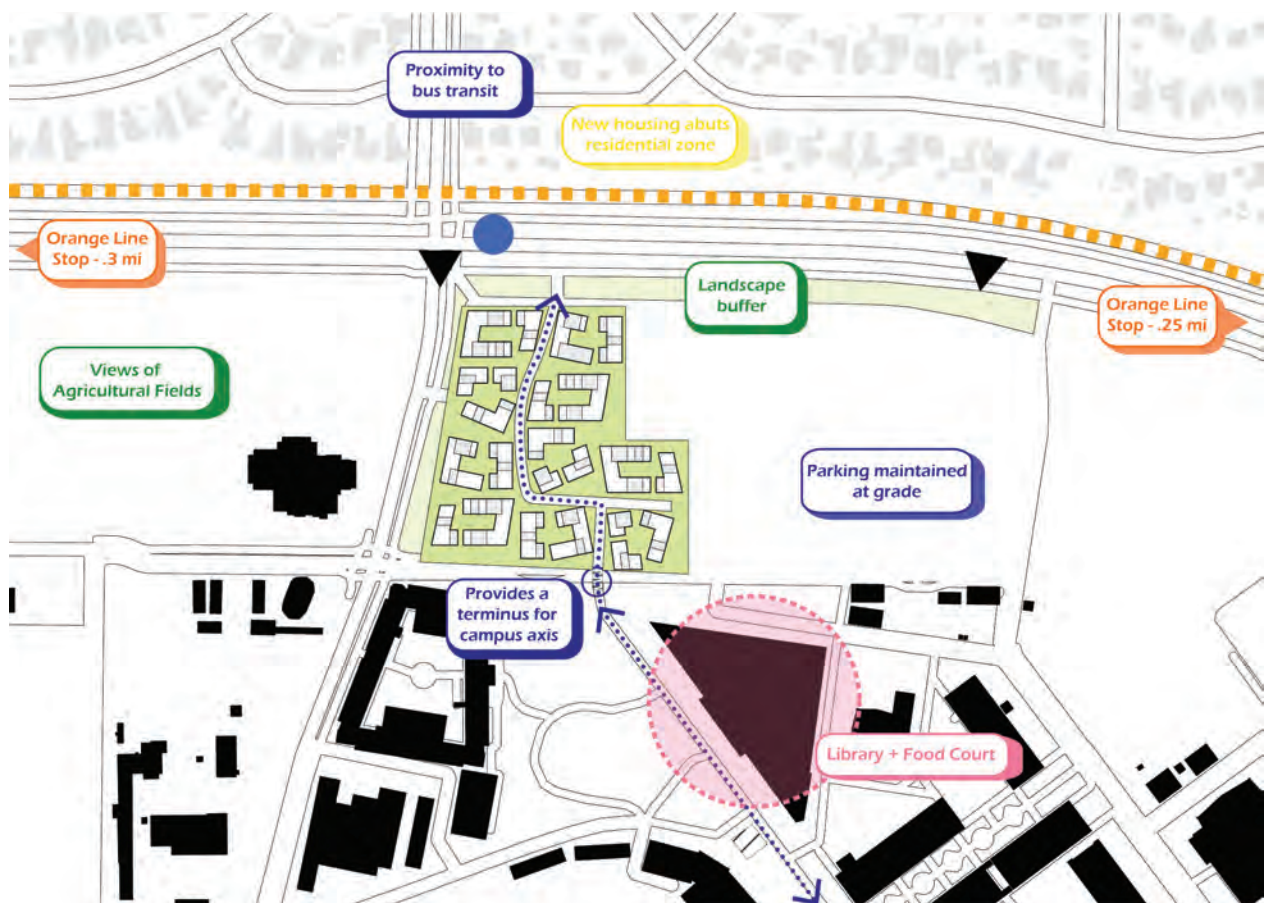 Proximity to
bus transit
New housing abuts
residential zone
Orange Line
Stop - .3 mi
Landscape
buffer
Orange Line
Stop - .25 mi
Views of
Agricultural Fields
Parking maintained
at grade
Provides a
terminus for
campus axis
Library + Food Court